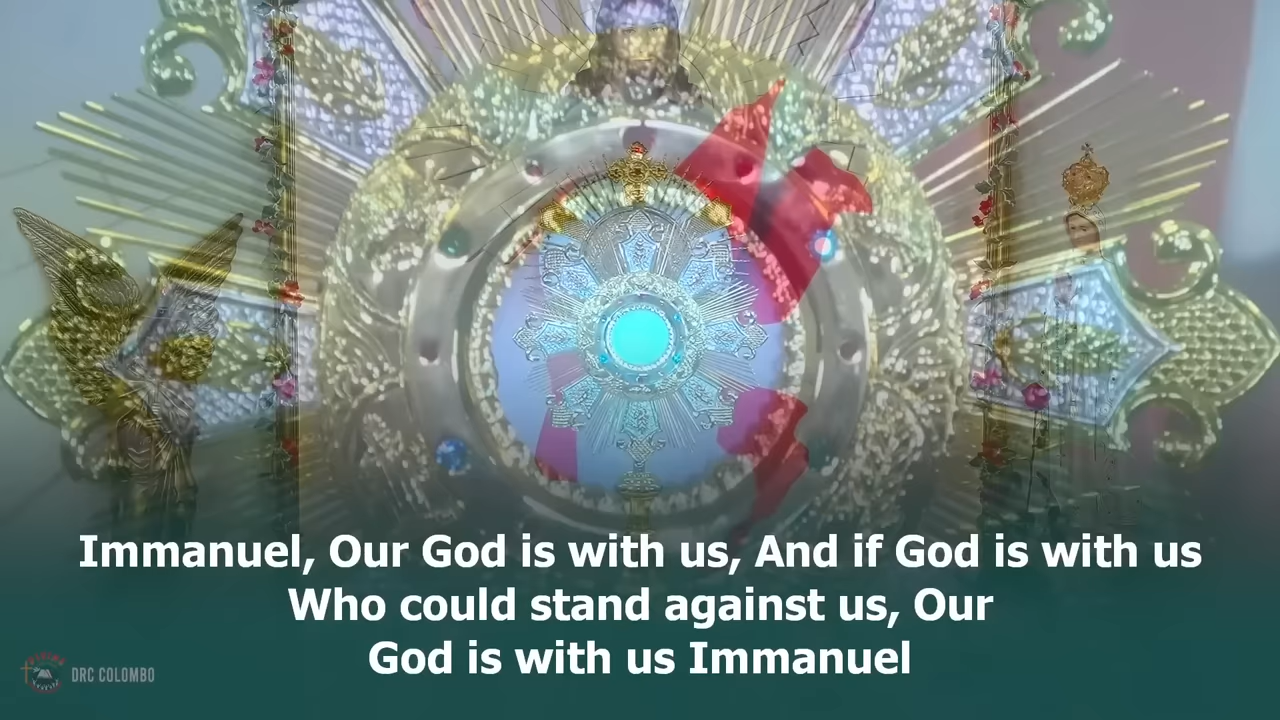 Immanuel, Our God is with us, And if God is with us
Who could stand against us, Our
God is with us Immanuel
DRC COLOMBO